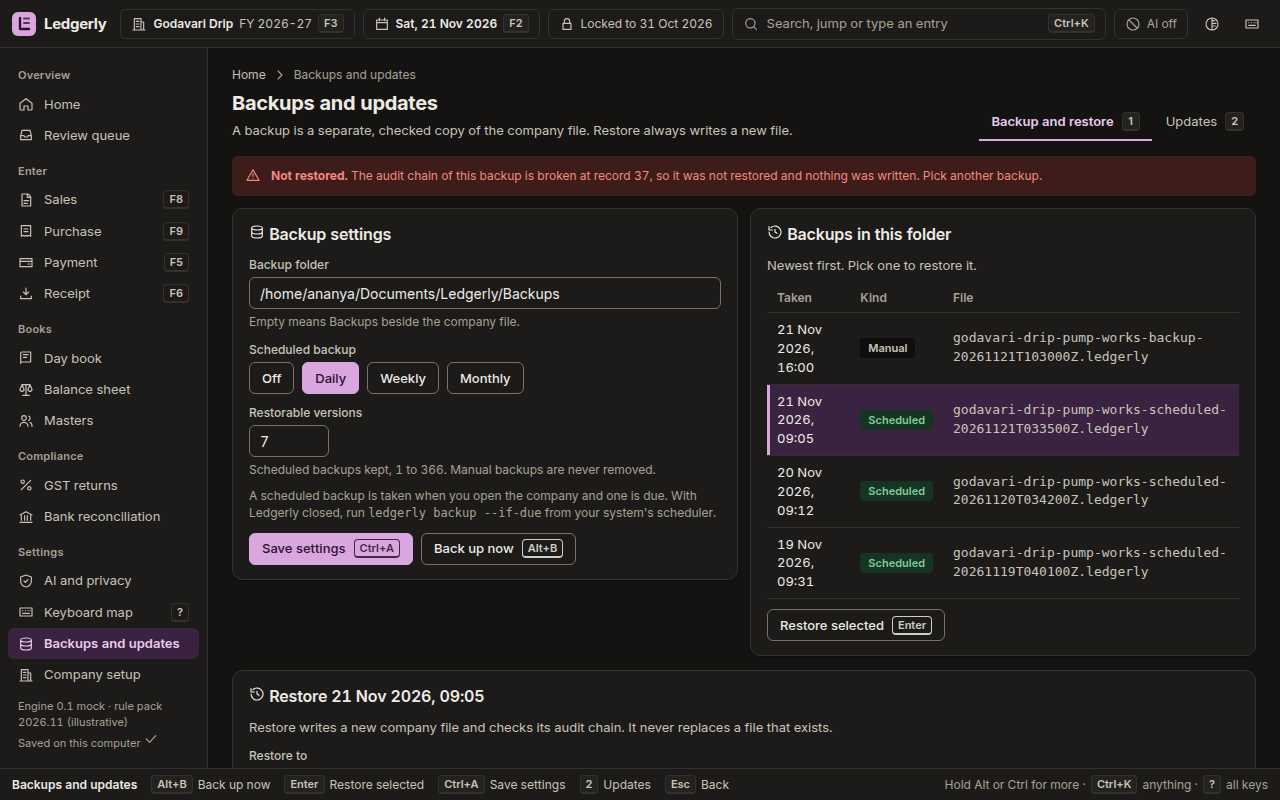 Ledgerly
Godavari Drip FY 2026-27 F3
Sat, 21 Nov 2026 F2
Locked to 31 Oct 2026
Search, jump or type an entry Ctrl+K
AI off
Overview
Home
Review queue
Enter
Sales F8
Purchase F9
Payment F5
Receipt F6
Books
Day book
Balance sheet
Masters
Compliance
GST returns
Bank reconciliation
Settings
AI and privacy
Keyboard map ?
Backups and updates
Company setup
Engine 0.1 mock · rule pack
2026.11 (illustrative)
Saved on this computer
Home > Backups and updates
Backups and updates
A backup is a separate, checked copy of the company file. Restore always writes a new file.
Backup and restore 1
Updates 2
Not restored. The audit chain of this backup is broken at record 37, so it was not restored and nothing was written. Pick another backup.
Backup settings
Backup folder
/home/ananya/Documents/Ledgerly/Backups
Empty means Backups beside the company file.
Scheduled backup
Off Daily Weekly Monthly
Restorable versions
7
Scheduled backups kept, 1 to 366. Manual backups are never removed.
A scheduled backup is taken when you open the company and one is due. With
Ledgerly closed, run ledgerly backup --if-due from your system's scheduler.
Save settings Ctrl+A
Back up now Alt+B
Backups in this folder
Newest first. Pick one to restore it.
Taken Kind File
21 Nov
2026,
16:00
Manual
godavari-drip-pump-works-backup-
20261121T103000Z.ledgerly
21 Nov
2026,
09:05
Scheduled
godavari-drip-pump-works-scheduled-
20261121T033500Z.ledgerly
20 Nov
2026,
09:12
Scheduled
godavari-drip-pump-works-scheduled-
20261120T034200Z.ledgerly
19 Nov
2026,
09:31
Scheduled
godavari-drip-pump-works-scheduled-
20261119T040100Z.ledgerly
Restore selected Enter
Restore 21 Nov 2026, 09:05
Restore writes a new company file and checks its audit chain. It never replaces a file that exists.
Restore to
Backups and updates Alt+B Back up now Enter Restore selected Ctrl+A Save settings 2 Updates Esc Back
Hold Alt or Ctrl for more · Ctrl+K anything · ? all keys